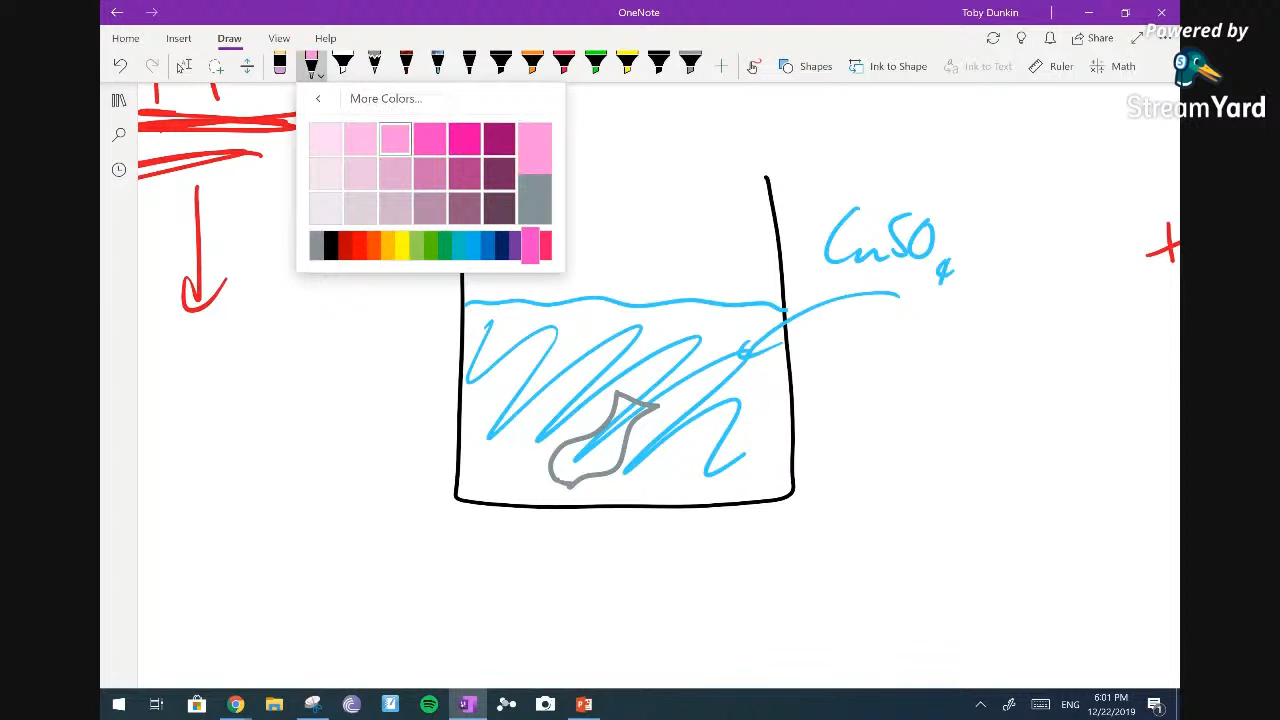 OneNote
Toby Dunkin
Powered by
StreamYard
Home Insert Draw View Help
Share
Shapes Ink to Shape Ink to Text Ruler Math
More Colors...
CuSO4
+
ENG
6:01 PM
12/22/2019